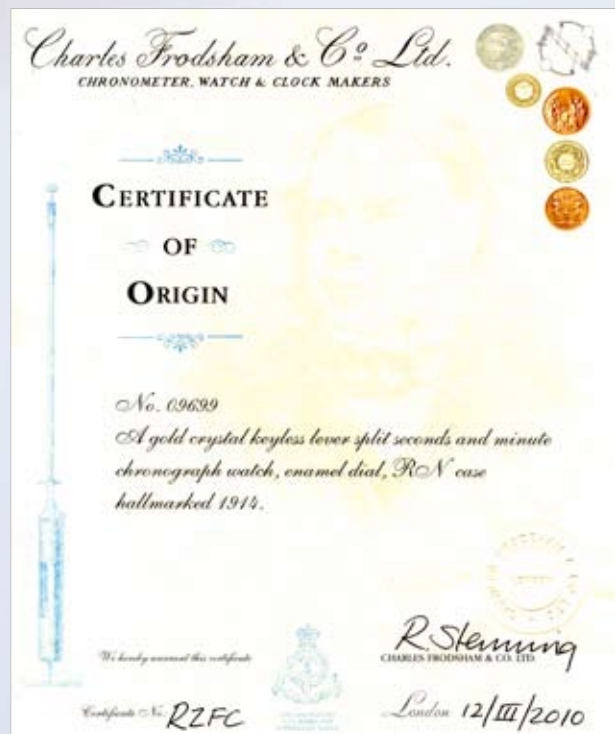 Charles Frodsham & Cº Ltd.
CHRONOMETER, WATCH & CLOCK MAKERS
CERTIFICATE
OF
ORIGIN
No. 09699
A gold crystal keyless lever split seconds and minute
chronograph watch, enamel dial, RN case
hallmarked 1914.
R. Stenning
We hereby warrant this certificate
CHARLES FRODSHAM & CO. LTD.
Certificate No. RZFC
London 12/III/2010